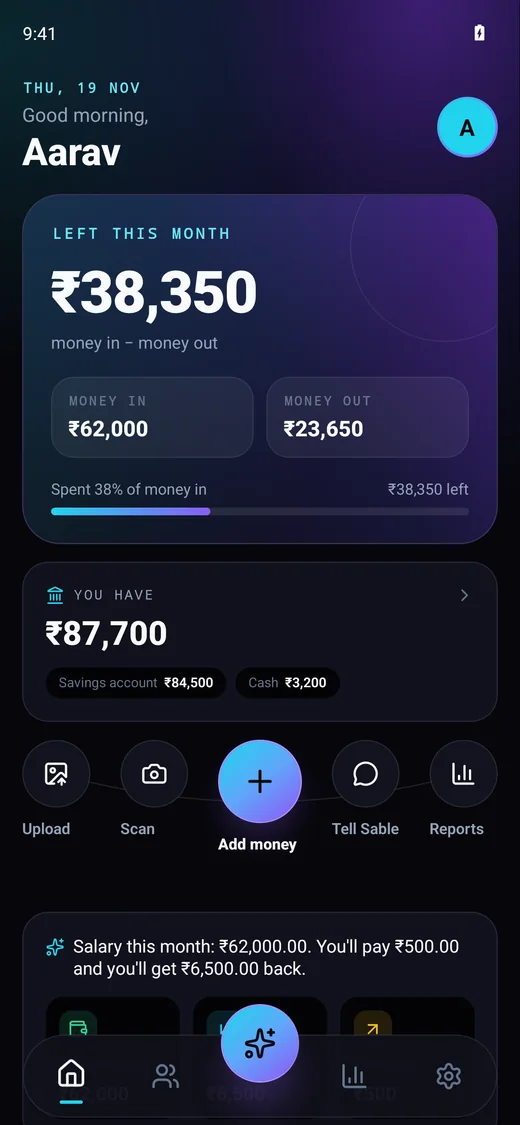 9:41
THU, 19 NOV
Good morning,
Aarav
A
LEFT THIS MONTH
₹38,350
money in − money out
MONEY IN
₹62,000
MONEY OUT
₹23,650
Spent 38% of money in
₹38,350 left
YOU HAVE
₹87,700
Savings account ₹84,500
Cash ₹3,200
Upload
Scan
Add money
Tell Sable
Reports
Salary this month: ₹62,000.00. You'll pay ₹500.00
and you'll get ₹6,500.00 back.
₹6,500
₹500